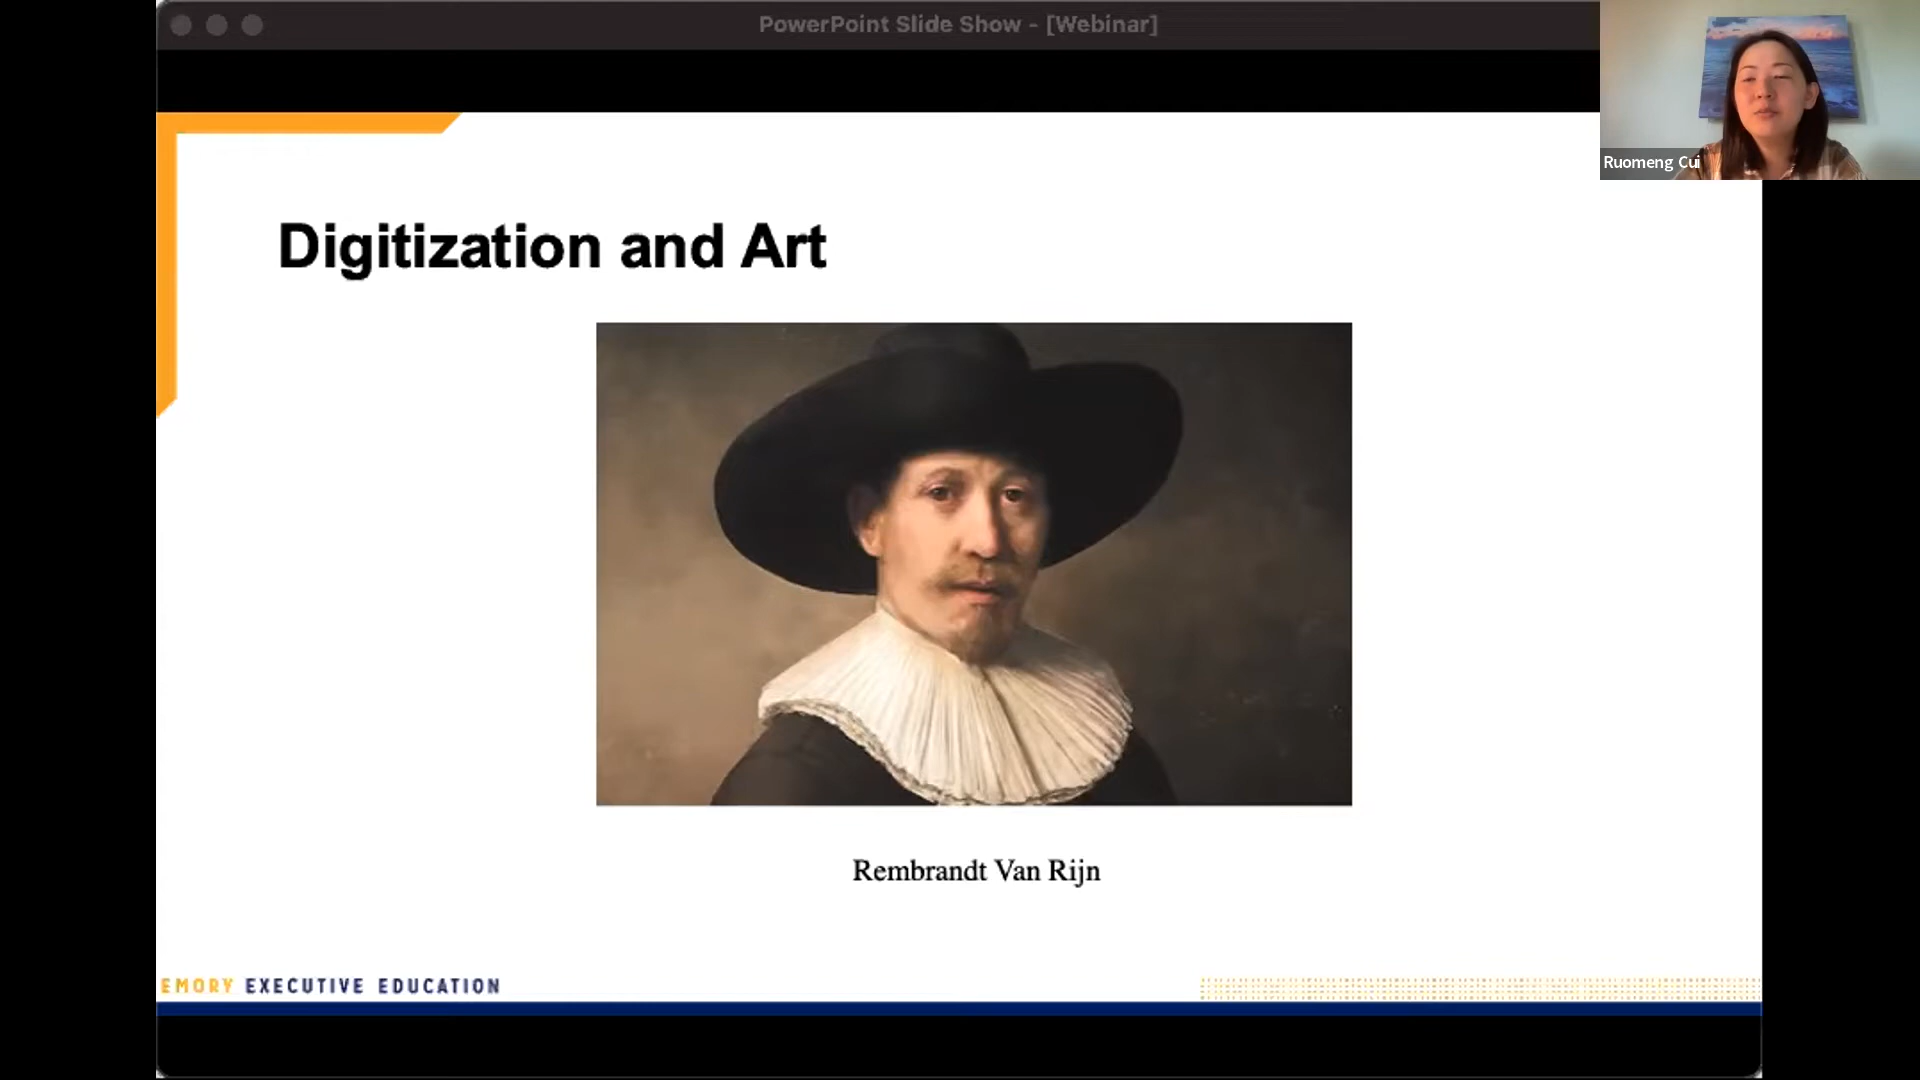 PowerPoint Slide Show - [Webinar]
Ruomeng Cui
Digitization and Art
Rembrandt Van Rijn
EMORY EXECUTIVE EDUCATION